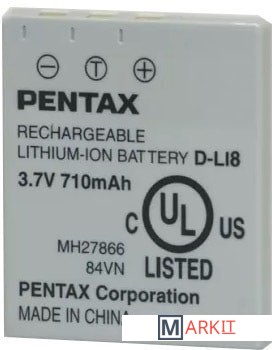 - T +
PENTAX
RECHARGEABLE
LITHIUM-ION BATTERY D-LI8
3.7V 710mAh
C UL US
MH27866
84VN
LISTED
PENTAX Corporation
MADE IN CHINA
MARKIT